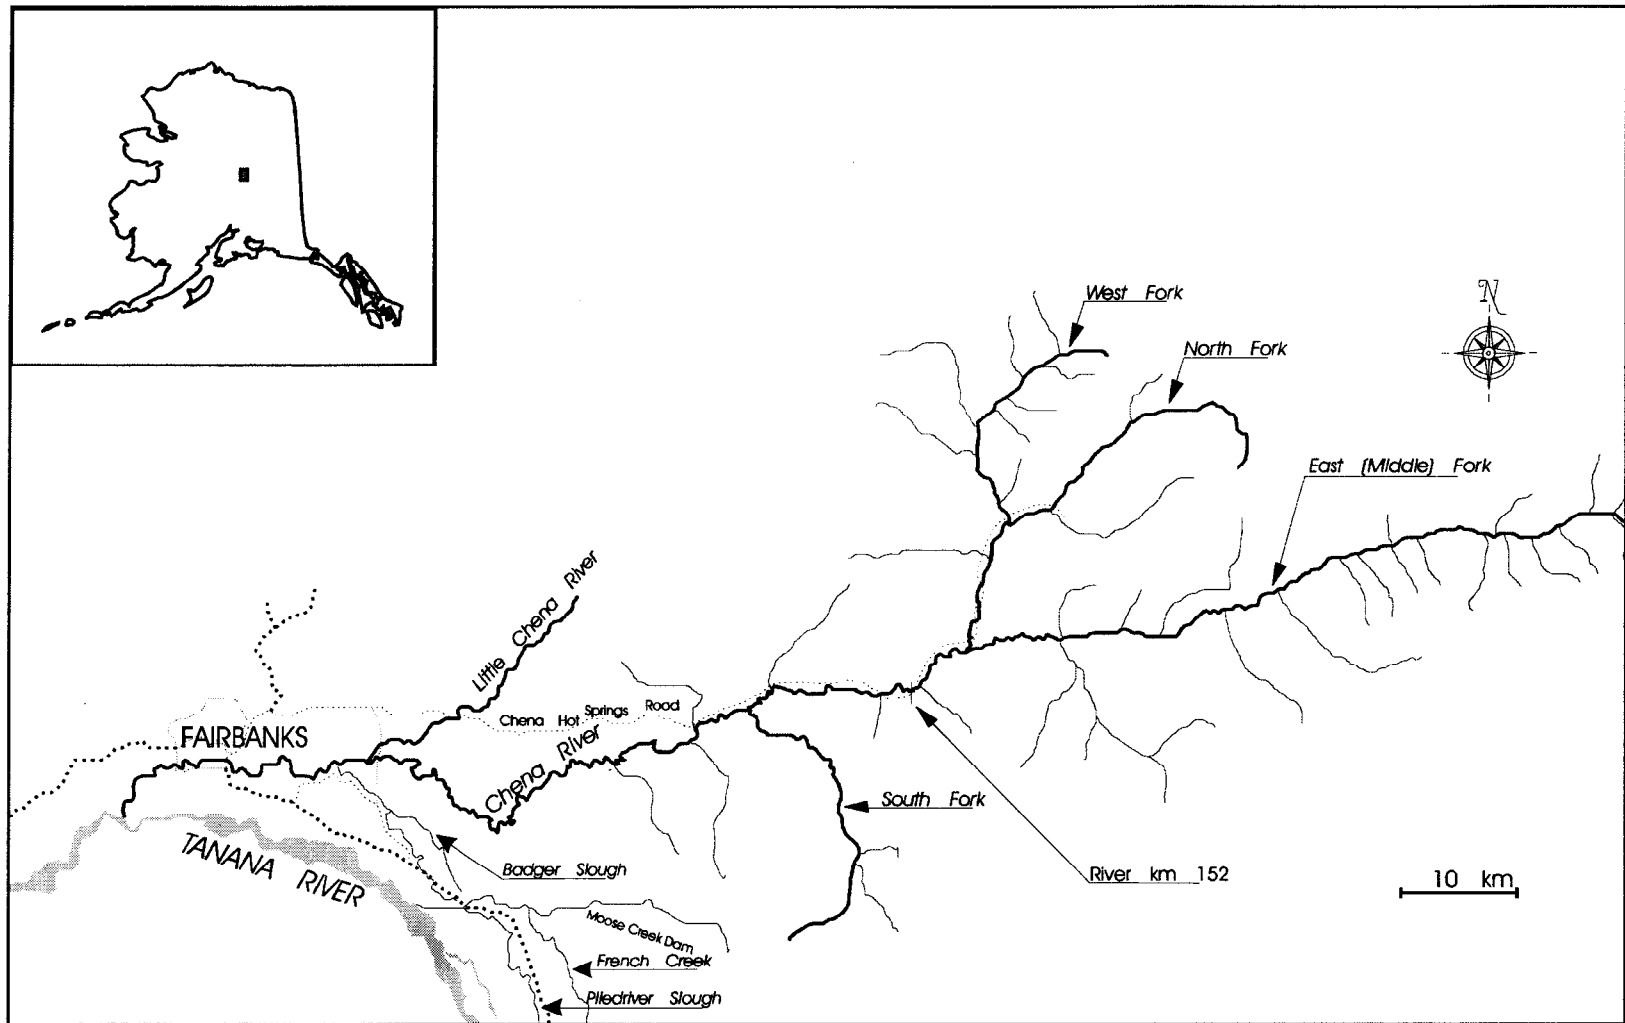 N
West Fork
North Fork
East (Middle) Fork
Little Chena River
Chena Hot Springs Road
FAIRBANKS
Chena River
South Fork
TANANA RIVER
Badger Slough
River km 152
10 km
Moose Creek Dam
French Creek
Piledriver Slough